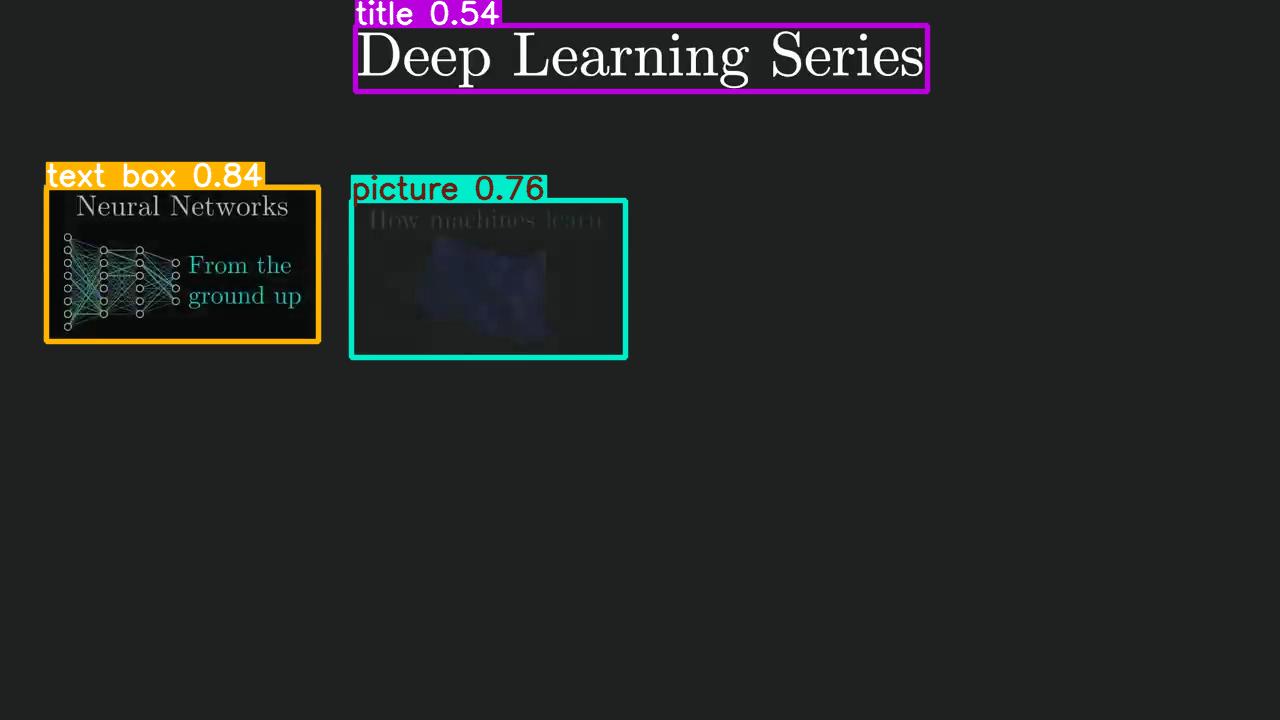 title 0.54
Deep Learning Series
text box 0.84
Neural Networks
From the
ground up
picture 0.76
How machines learn